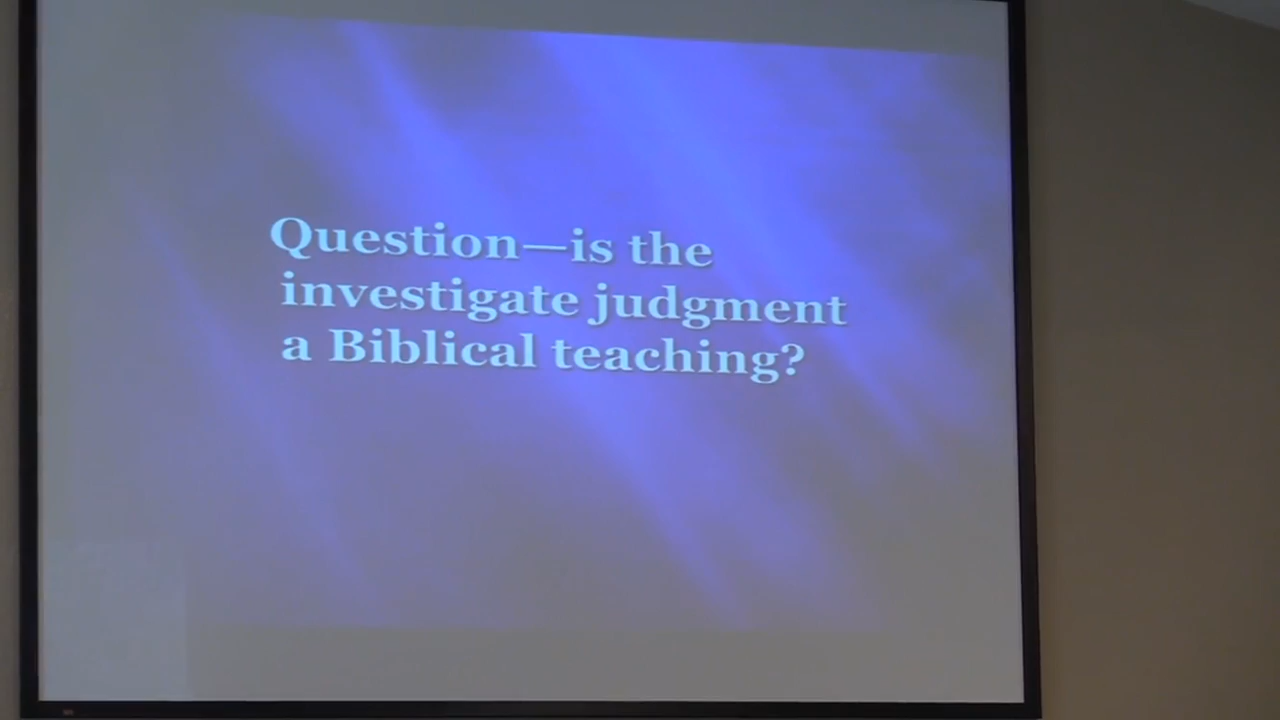 Question—is the
investigate judgment
a Biblical teaching?